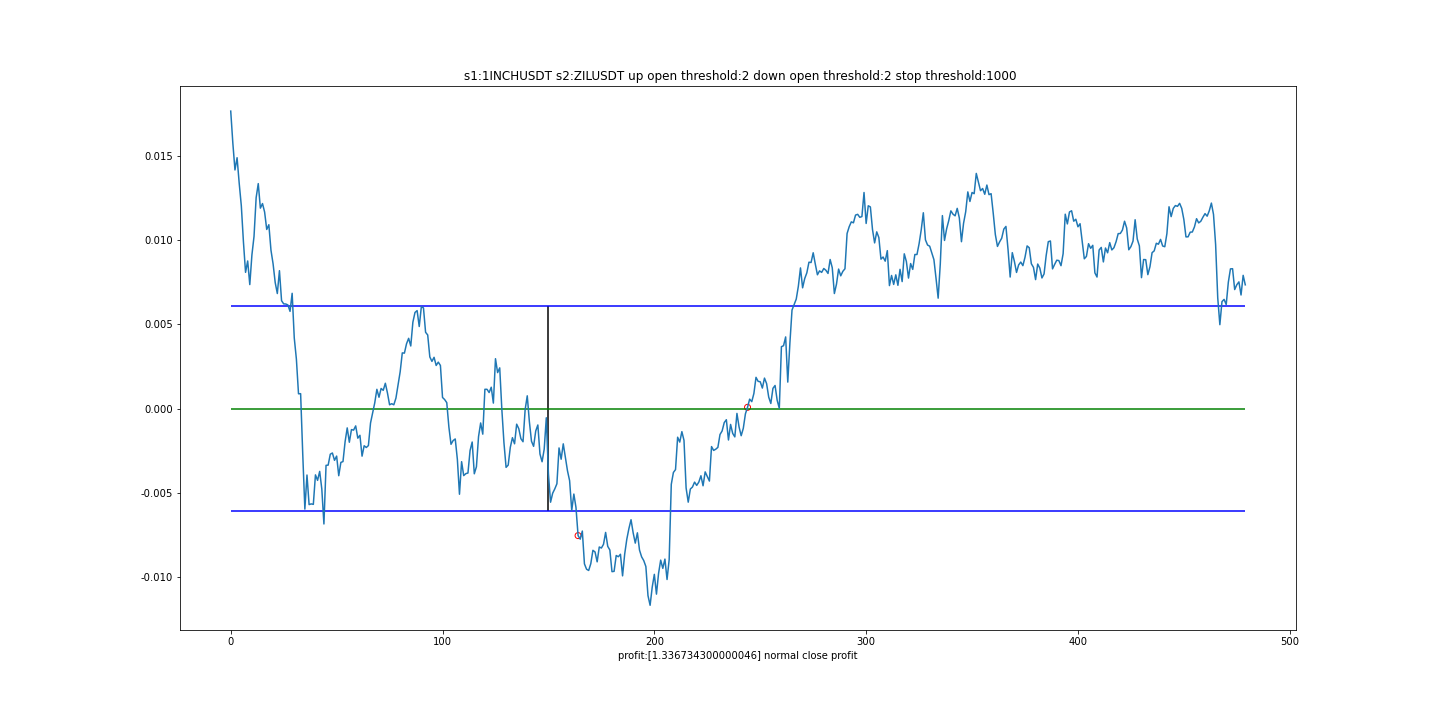 s1:1INCHUSDT s2:ZILUSDT up open threshold:2 down open threshold:2 stop threshold:1000
0.015
0.010
0.005
0.000
-0.005
-0.010
0 100 200 300 400 500
profit:[1.336734300000046] normal close profit